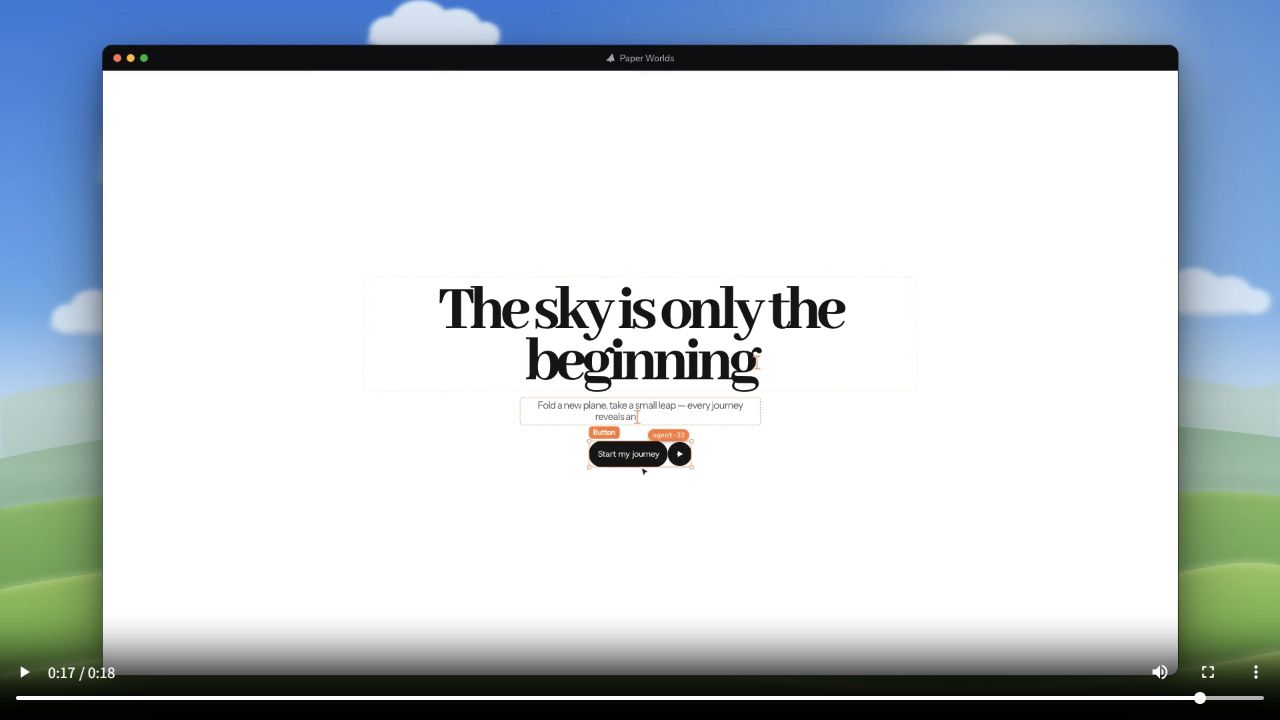 Paper Worlds
The sky is only the
beginning
Fold a new plane, take a small leap — every journey
reveals an
Button
agent-33
Start my journey
0:17 / 0:18